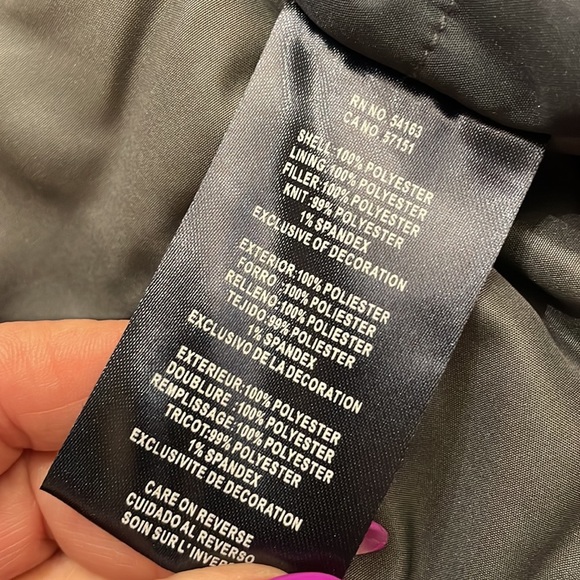 RN NO. 54163
CA NO. 57151
SHELL:100% POLYESTER
LINING:100% POLYESTER
FILLER:100% POLYESTER
KNIT:99% POLYESTER
1% SPANDEX
EXCLUSIVE OF DECORATION
EXTERIOR:100% POLIESTER
FORRO :100% POLIESTER
RELLENO:100% POLIESTER
TEJIDO:99% POLIESTER
1% SPANDEX
EXCLUSIVO DE LA DECORATION
EXTERIEUR:100% POLYESTER
DOUBLURE :100% POLYESTER
REMPLISSAGE:100% POLYESTER
TRICOT:99% POLYESTER
1% SPANDEX
EXCLUSIVITE DE DECORATION
CARE ON REVERSE
CUIDADO AL REVERSO
SOIN SUR L'INVER